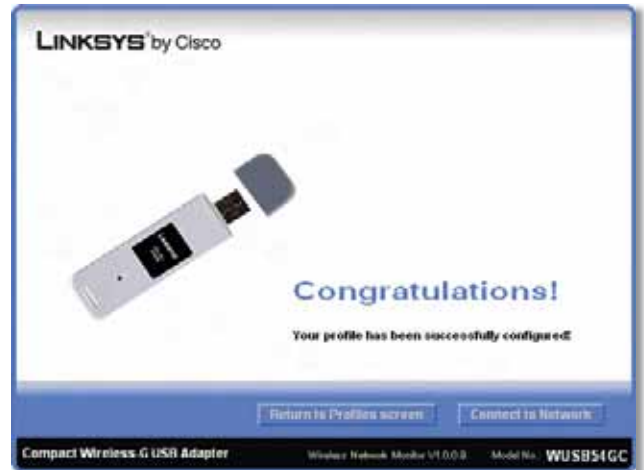 LINKSYS® by Cisco
Congratulations!
Your profile has been successfully configured!
Return to Profiles screen
Connect to Network
Compact Wireless-G USB Adapter
Wireless Network Monitor V1.0.0.9
Model No. WUSB54GC